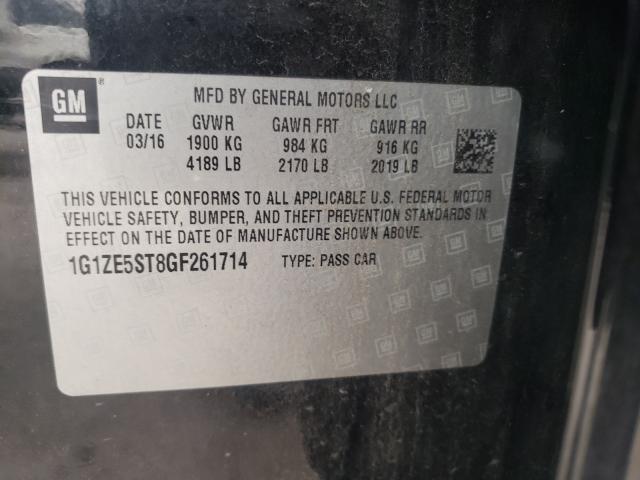 GM ®
MFD BY GENERAL MOTORS LLC
DATE GVWR GAWR FRT GAWR RR
03/16 1900 KG 984 KG 916 KG
4189 LB 2170 LB 2019 LB
THIS VEHICLE CONFORMS TO ALL APPLICABLE U.S. FEDERAL MOTOR
VEHICLE SAFETY, BUMPER, AND THEFT PREVENTION STANDARDS IN
EFFECT ON THE DATE OF MANUFACTURE SHOWN ABOVE.
1G1ZE5ST8GF261714 TYPE: PASS CAR